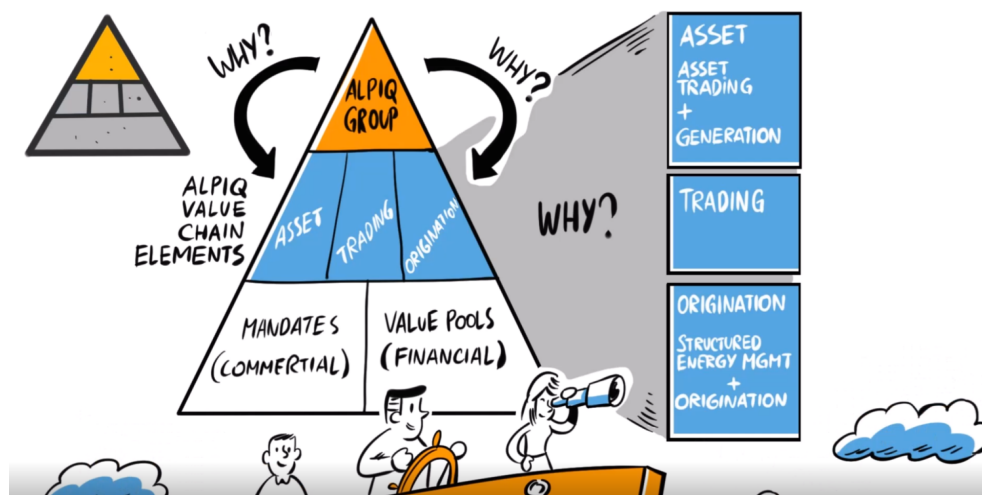 WHY?
WHY?
ALPIQ
GROUP
ALPIQ
VALUE
CHAIN
ELEMENTS
ASSET
TRADING
ORIGINATION
MANDATES
(COMMERTIAL)
VALUE POOLS
(FINANCIAL)
WHY?
ASSET
ASSET
TRADING
+
GENERATION
TRADING
ORIGINATION
STRUCTURED
ENERGY MGMT
+
ORIGINATION